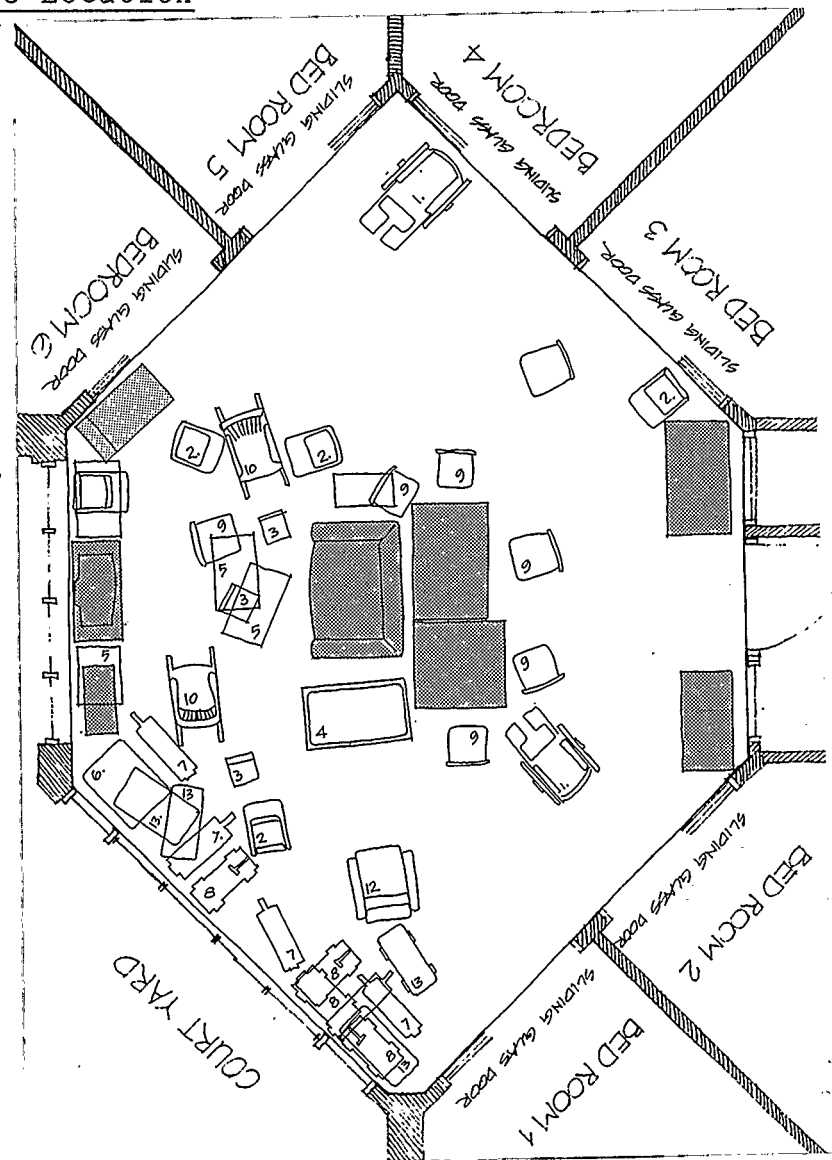 BEDROOM 4
SLIDING GLASS DOOR
BED ROOM 5
SLIDING GLASS DOOR
BED ROOM 3
SLIDING GLASS DOOR
BEDROOM 6
SLIDING GLASS DOOR
1.
2.
2.
10
2.
9
9
9
3
5
3
5
9
5
10
9
4
9
1.
3
7
6.
13
13.
7.
2
8
12
7
13
8
8
7
8
13
SLIDING GLASS DOOR
BED ROOM 2
SLIDING GLASS DOOR
BED ROOM 1
COURT YARD